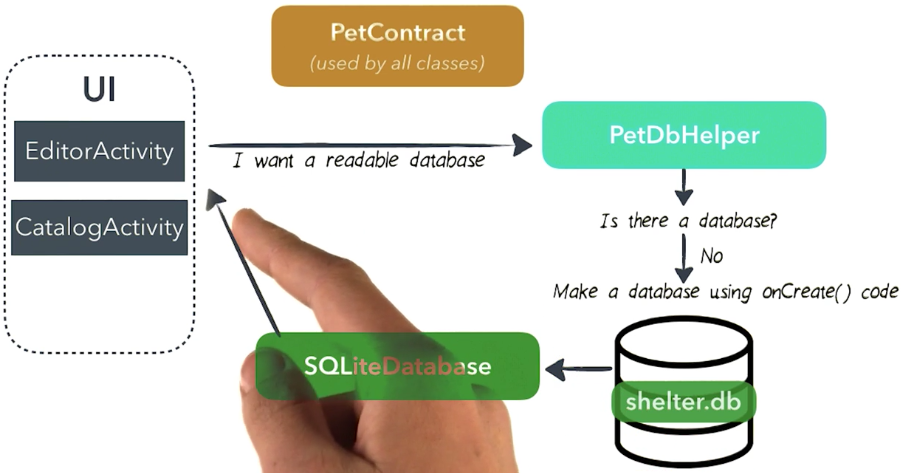 PetContract
(used by all classes)
UI
EditorActivity
CatalogActivity
I want a readable database
PetDbHelper
Is there a database?
No
Make a database using onCreate() code
SQLiteDatabase
shelter.db